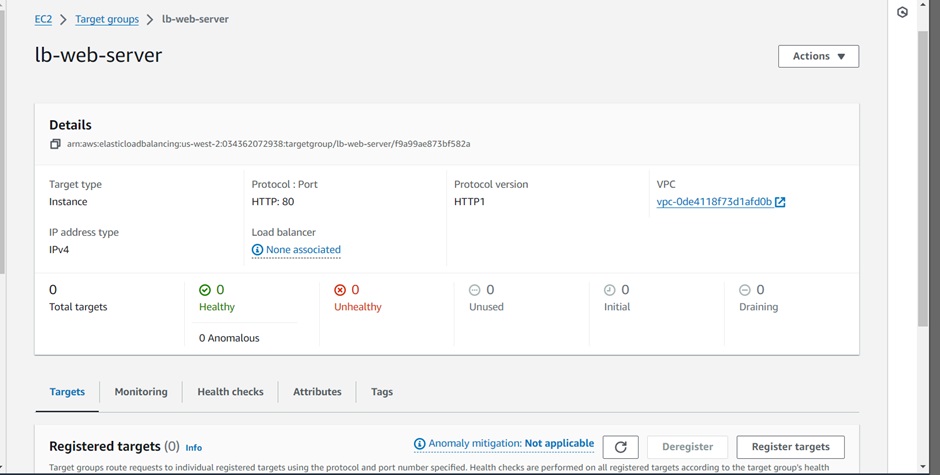 EC2 > Target groups > lb-web-server
lb-web-server
Actions
Details
arn:aws:elasticloadbalancing:us-west-2:034362072938:targetgroup/lb-web-server/f9a99ae873bf582a
Target type
Instance
Protocol : Port
HTTP: 80
Protocol version
HTTP1
VPC
vpc-0de4118f73d1afd0b
IP address type
IPv4
Load balancer
None associated
0
Total targets
0
Healthy
0 Anomalous
0
Unhealthy
0
Unused
0
Initial
0
Draining
Targets
Monitoring
Health checks
Attributes
Tags
Registered targets (0) Info
Anomaly mitigation: Not applicable
Deregister
Register targets
Target groups route requests to individual registered targets using the protocol and port number specified. Health checks are performed on all registered targets according to the target group's health